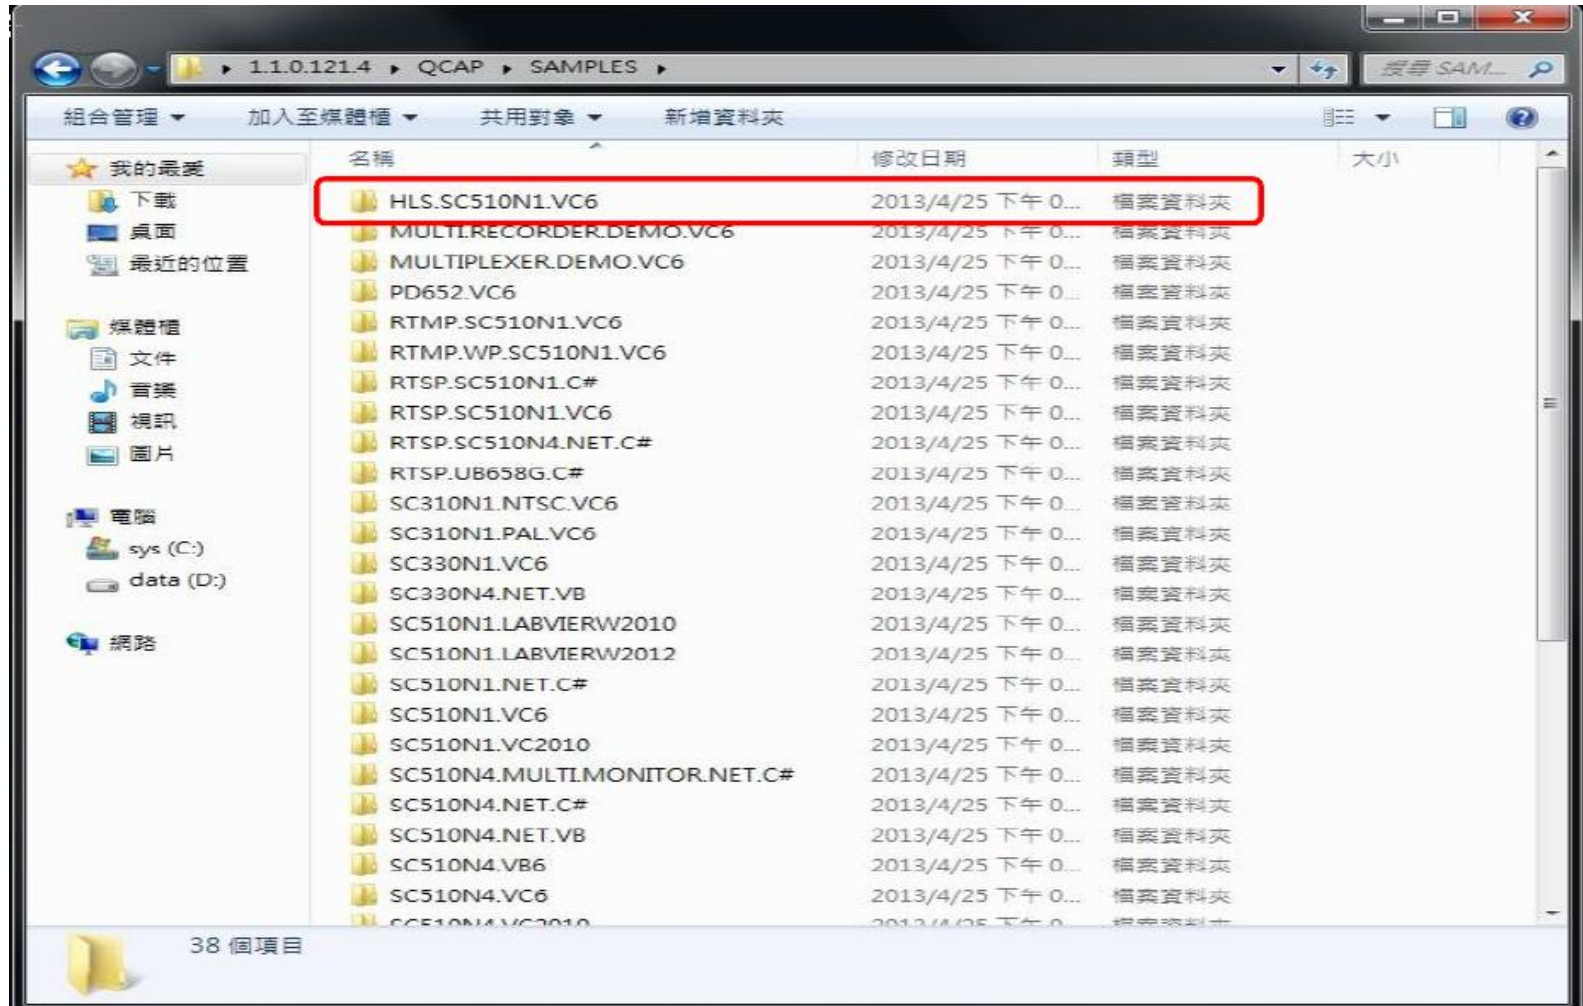 1.1.0.121.4 ▸ QCAP ▸ SAMPLES ▸ 搜尋 SAM...
組合管理 加入至媒體櫃 共用對象 新增資料夾
名稱 修改日期 類型 大小
我的最愛
下載
桌面
最近的位置
媒體櫃
文件
音樂
視訊
圖片
電腦
sys (C:)
data (D:)
網路
HLS.SC510N1.VC6 2013/4/25 下午 0... 檔案資料夾
MULTI.RECORDER.DEMO.VC6 2013/4/25 下午 0... 檔案資料夾
MULTIPLEXER.DEMO.VC6 2013/4/25 下午 0... 檔案資料夾
PD652.VC6 2013/4/25 下午 0... 檔案資料夾
RTMP.SC510N1.VC6 2013/4/25 下午 0... 檔案資料夾
RTMP.WP.SC510N1.VC6 2013/4/25 下午 0... 檔案資料夾
RTSP.SC510N1.C# 2013/4/25 下午 0... 檔案資料夾
RTSP.SC510N1.VC6 2013/4/25 下午 0... 檔案資料夾
RTSP.SC510N4.NET.C# 2013/4/25 下午 0... 檔案資料夾
RTSP.UB658G.C# 2013/4/25 下午 0... 檔案資料夾
SC310N1.NTSC.VC6 2013/4/25 下午 0... 檔案資料夾
SC310N1.PAL.VC6 2013/4/25 下午 0... 檔案資料夾
SC330N1.VC6 2013/4/25 下午 0... 檔案資料夾
SC330N4.NET.VB 2013/4/25 下午 0... 檔案資料夾
SC510N1.LABVIERW2010 2013/4/25 下午 0... 檔案資料夾
SC510N1.LABVIERW2012 2013/4/25 下午 0... 檔案資料夾
SC510N1.NET.C# 2013/4/25 下午 0... 檔案資料夾
SC510N1.VC6 2013/4/25 下午 0... 檔案資料夾
SC510N1.VC2010 2013/4/25 下午 0... 檔案資料夾
SC510N4.MULTI.MONITOR.NET.C# 2013/4/25 下午 0... 檔案資料夾
SC510N4.NET.C# 2013/4/25 下午 0... 檔案資料夾
SC510N4.NET.VB 2013/4/25 下午 0... 檔案資料夾
SC510N4.VB6 2013/4/25 下午 0... 檔案資料夾
SC510N4.VC6 2013/4/25 下午 0... 檔案資料夾
SC510N4.VC2010 2013/4/25 下午 0... 檔案資料夾
38 個項目